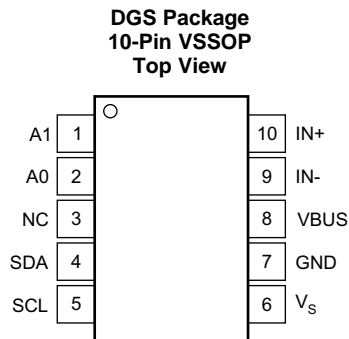 DGS Package
10-Pin VSSOP
Top View
A1 1 10 IN+
A0 2 9 IN-
NC 3 8 VBUS
SDA 4 7 GND
SCL 5 6 VS